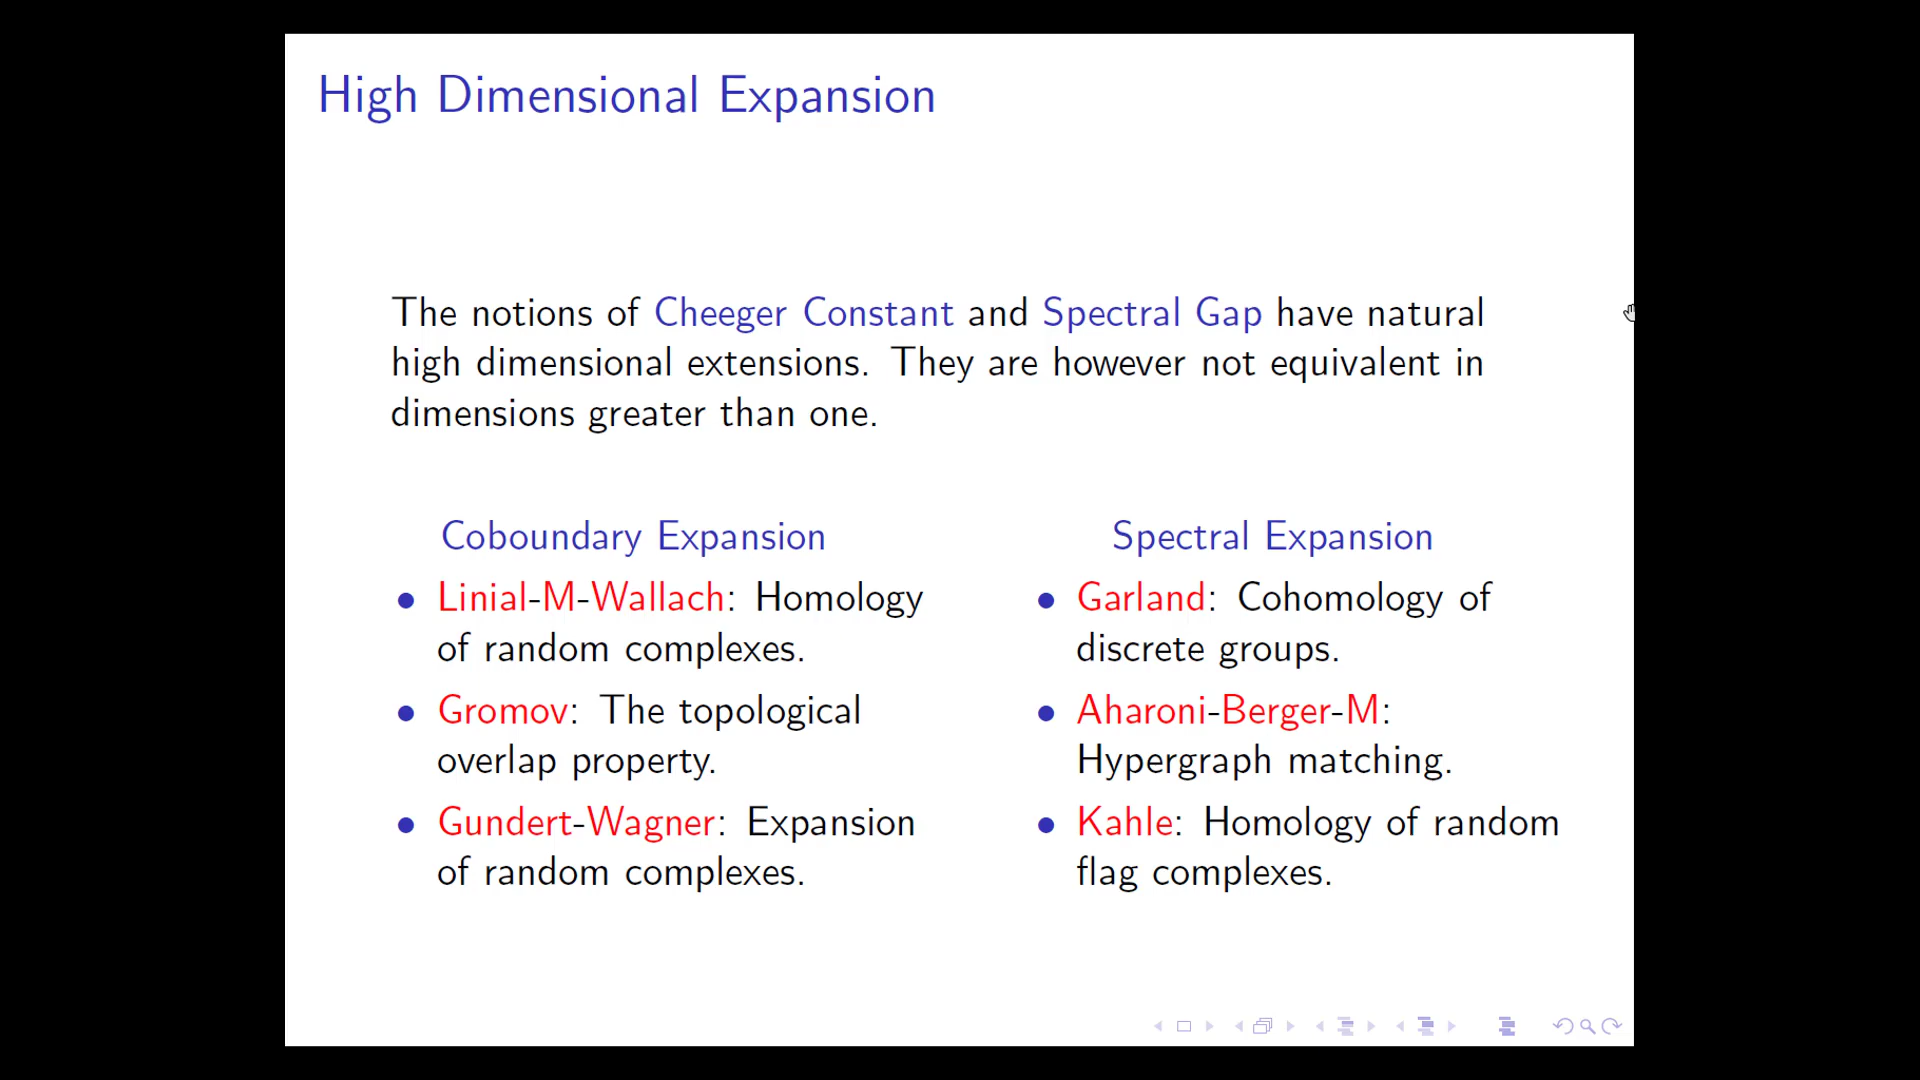 High Dimensional Expansion
The notions of Cheeger Constant and Spectral Gap have natural
high dimensional extensions. They are however not equivalent in
dimensions greater than one.
Coboundary Expansion
• Linial-M-Wallach: Homology
of random complexes.
• Gromov: The topological
overlap property.
• Gundert-Wagner: Expansion
of random complexes.
Spectral Expansion
• Garland: Cohomology of
discrete groups.
• Aharoni-Berger-M:
Hypergraph matching.
• Kahle: Homology of random
flag complexes.